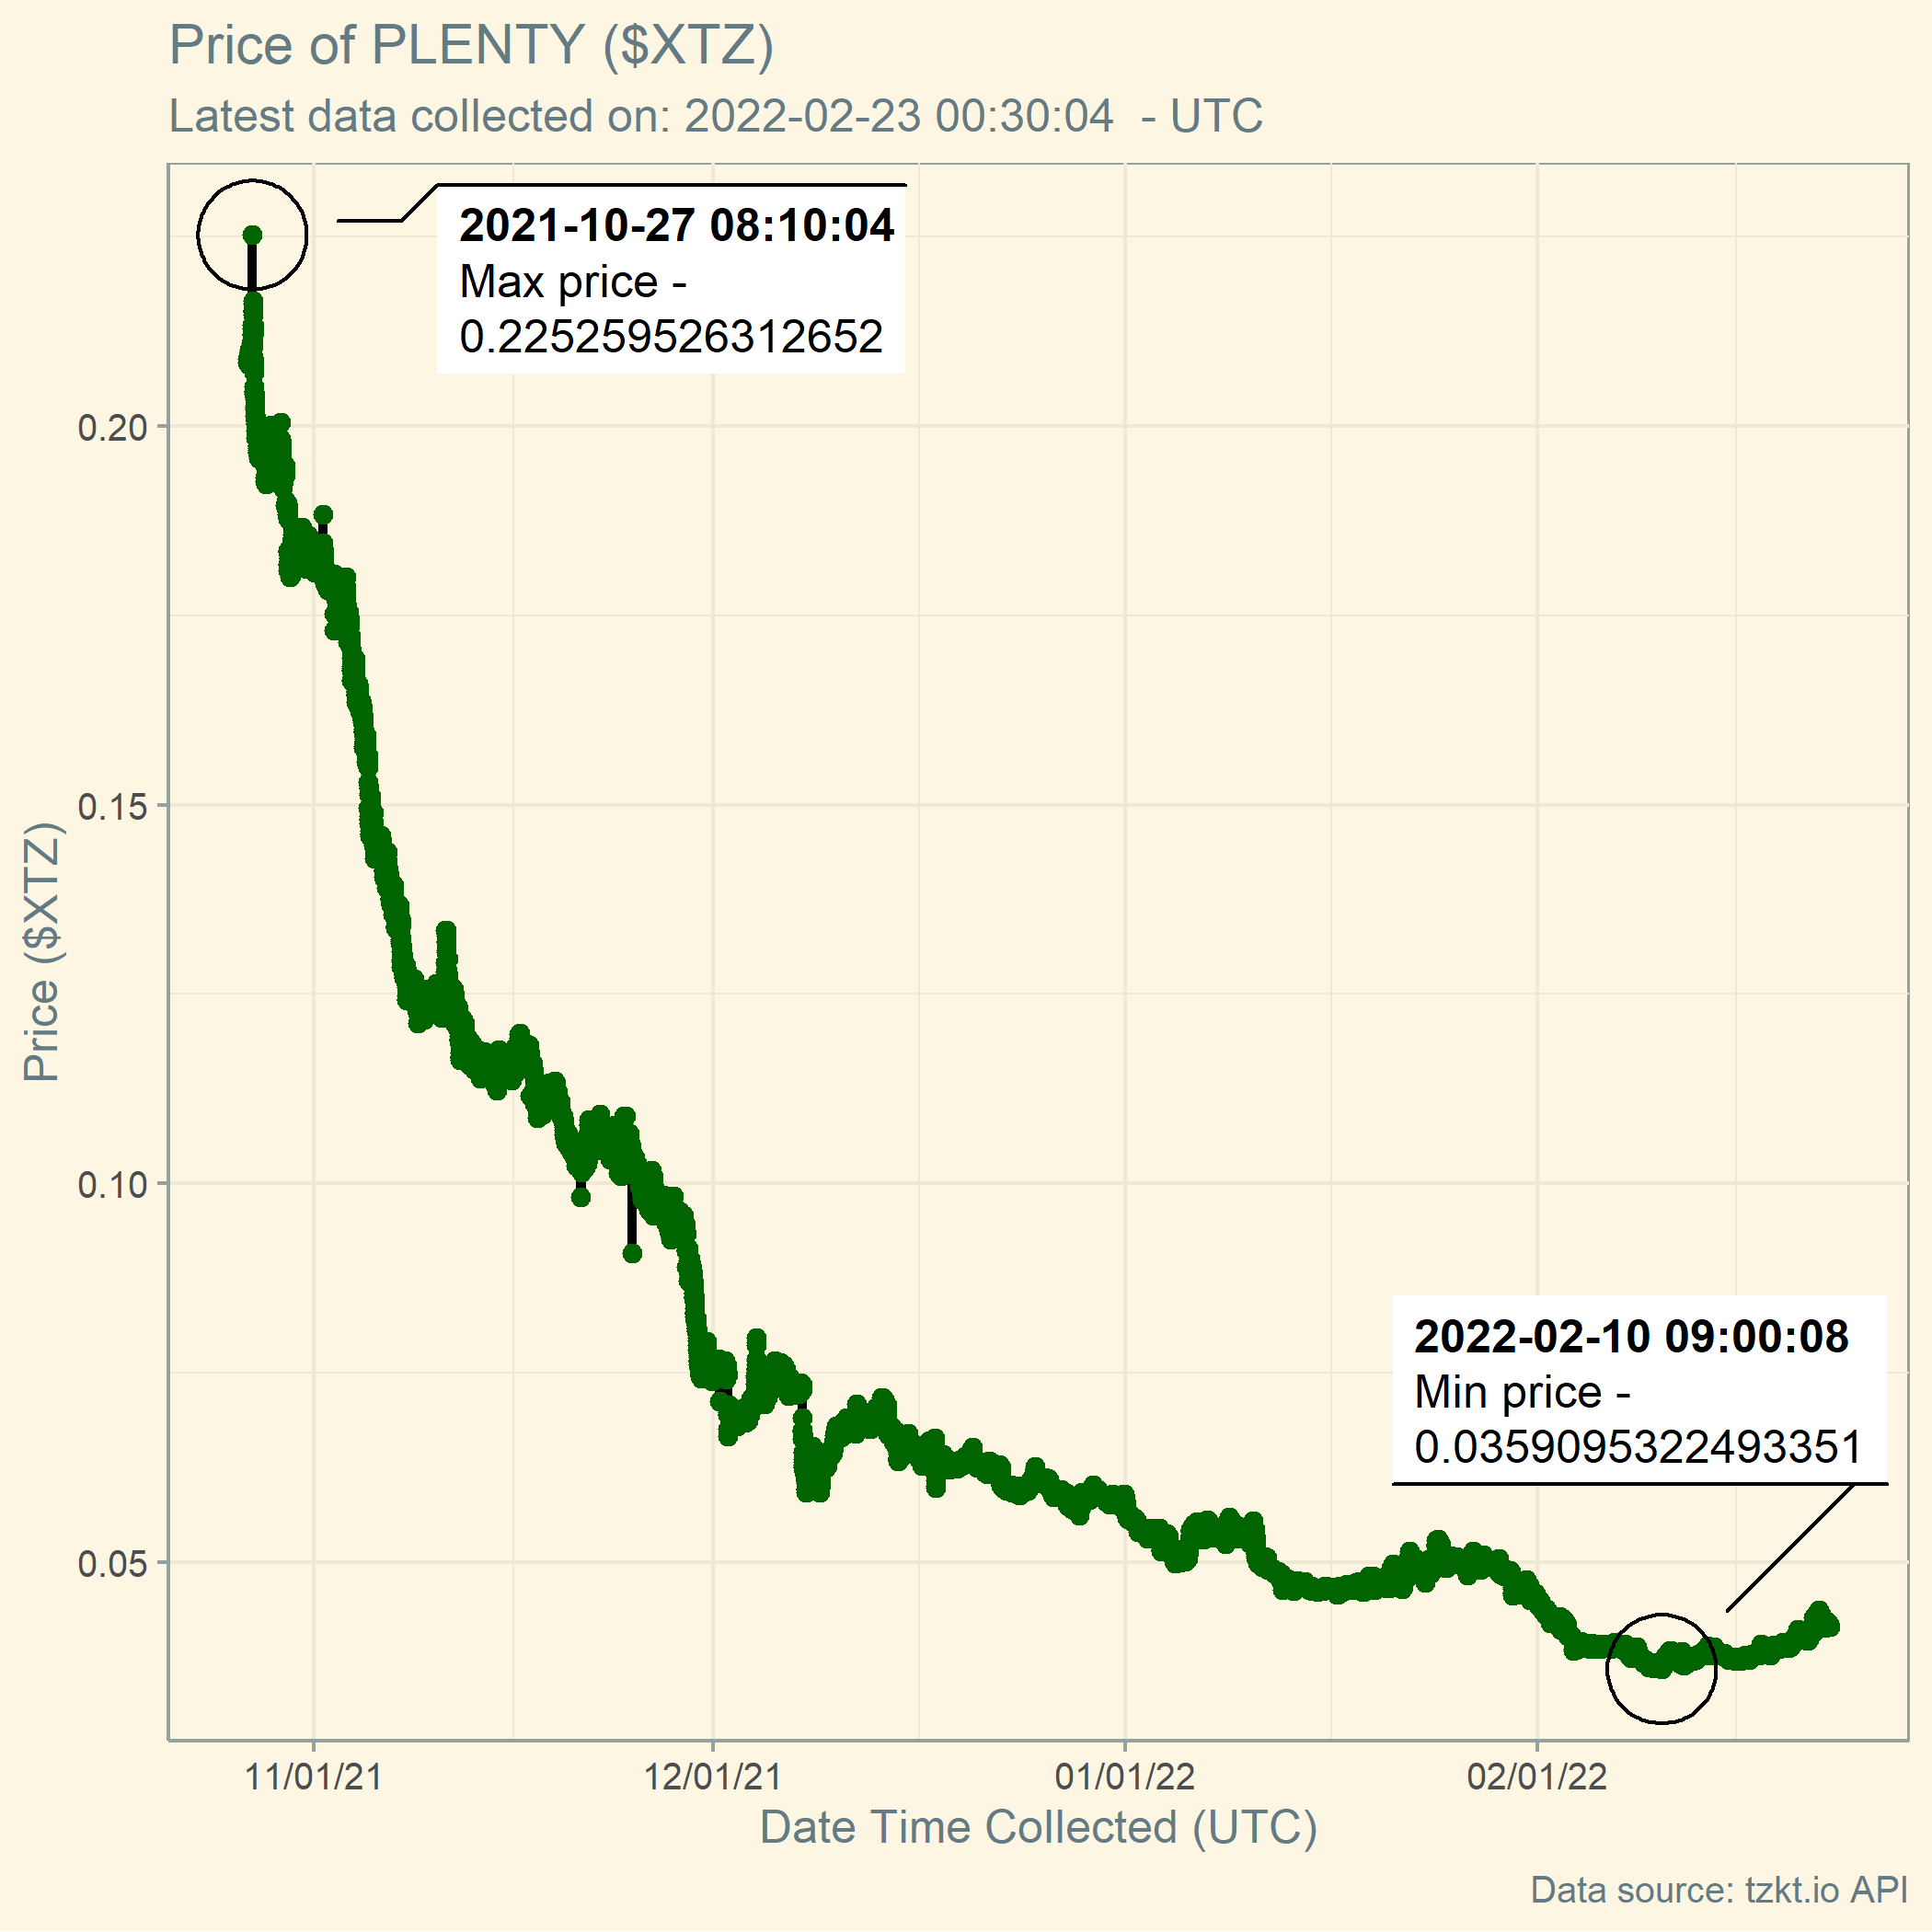 Price of PLENTY ($XTZ)
Latest data collected on: 2022-02-23 00:30:04  - UTC
2021-10-27 08:10:04
Max price -
0.225259526312652
0.20
0.15
0.10
0.05
Price ($XTZ)
2022-02-10 09:00:08
Min price -
0.0359095322493351
11/01/21
12/01/21
01/01/22
02/01/22
Date Time Collected (UTC)
Data source: tzkt.io API